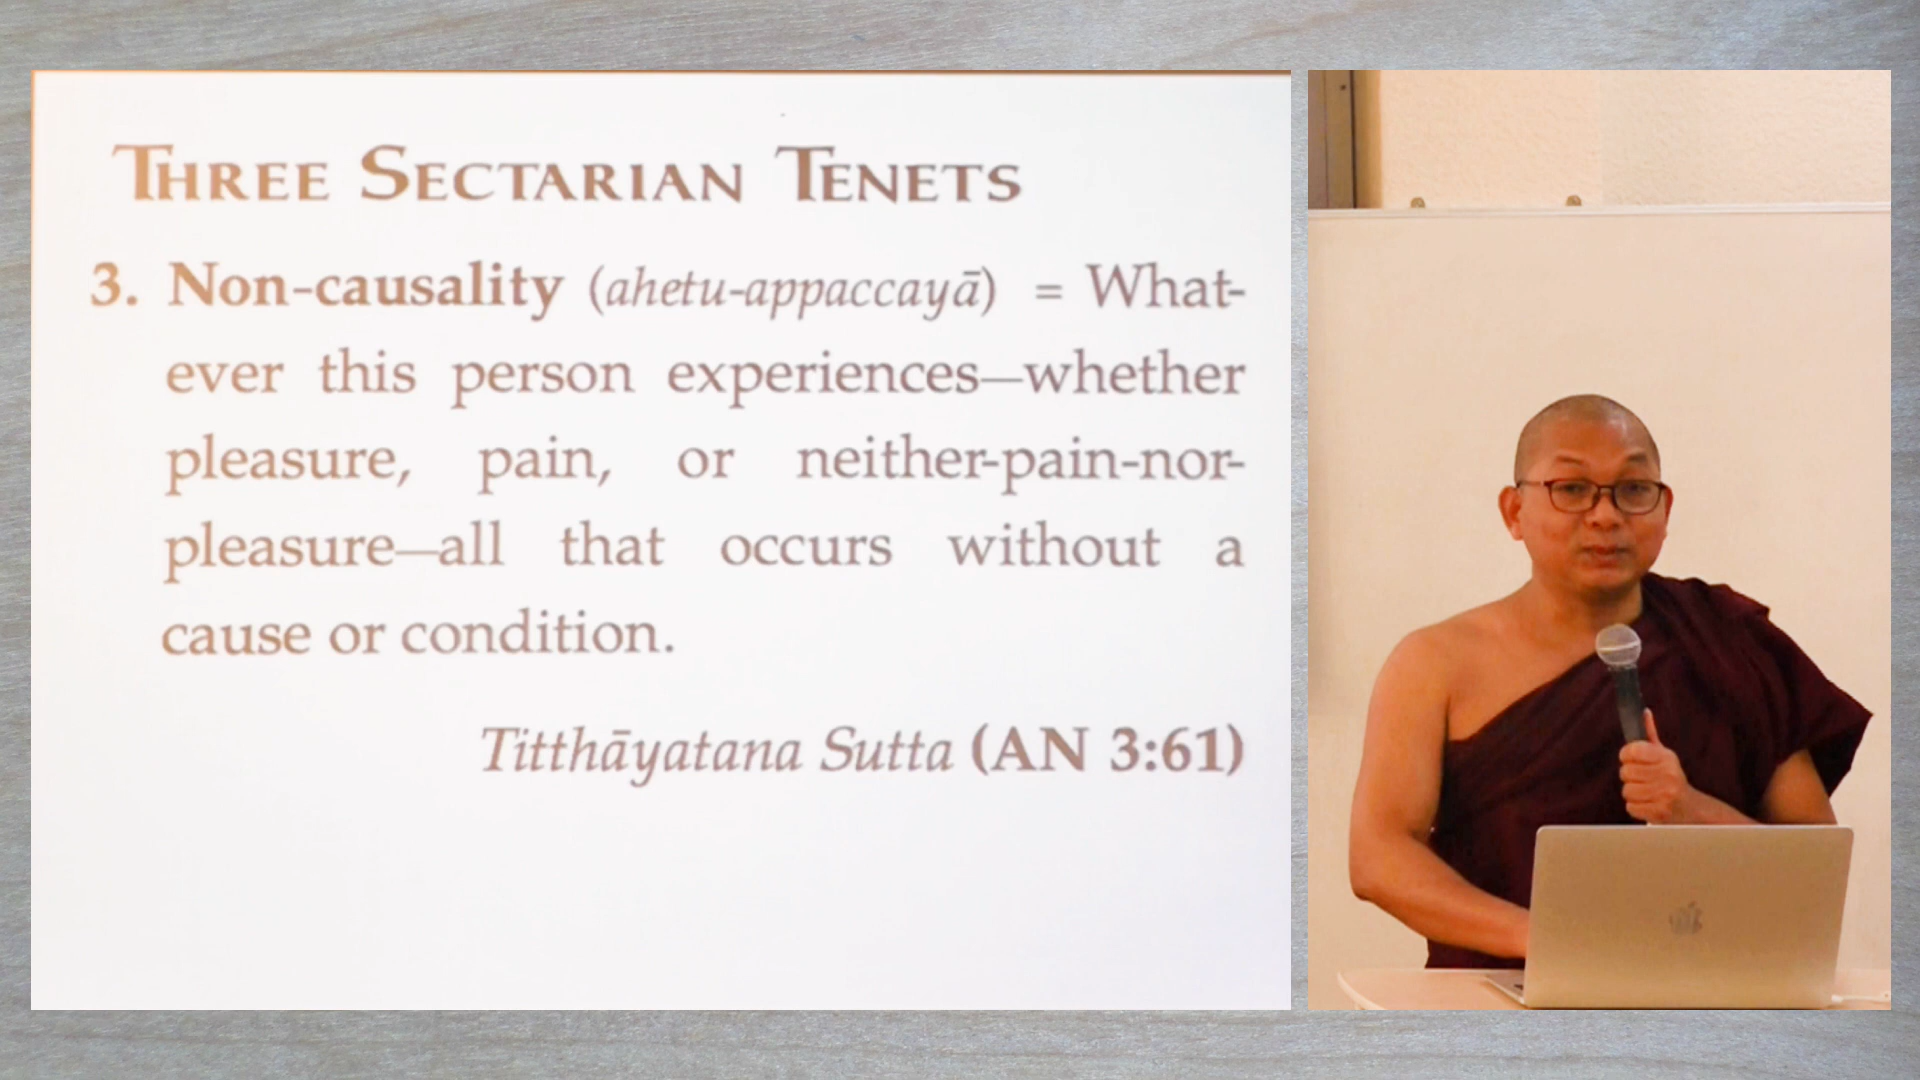 THREE SECTARIAN TENETS
3. Non-causality (ahetu-appaccayā) = What-
ever this person experiences—whether
pleasure, pain, or neither-pain-nor-
pleasure—all that occurs without a
cause or condition.
Titthāyatana Sutta (AN 3:61)